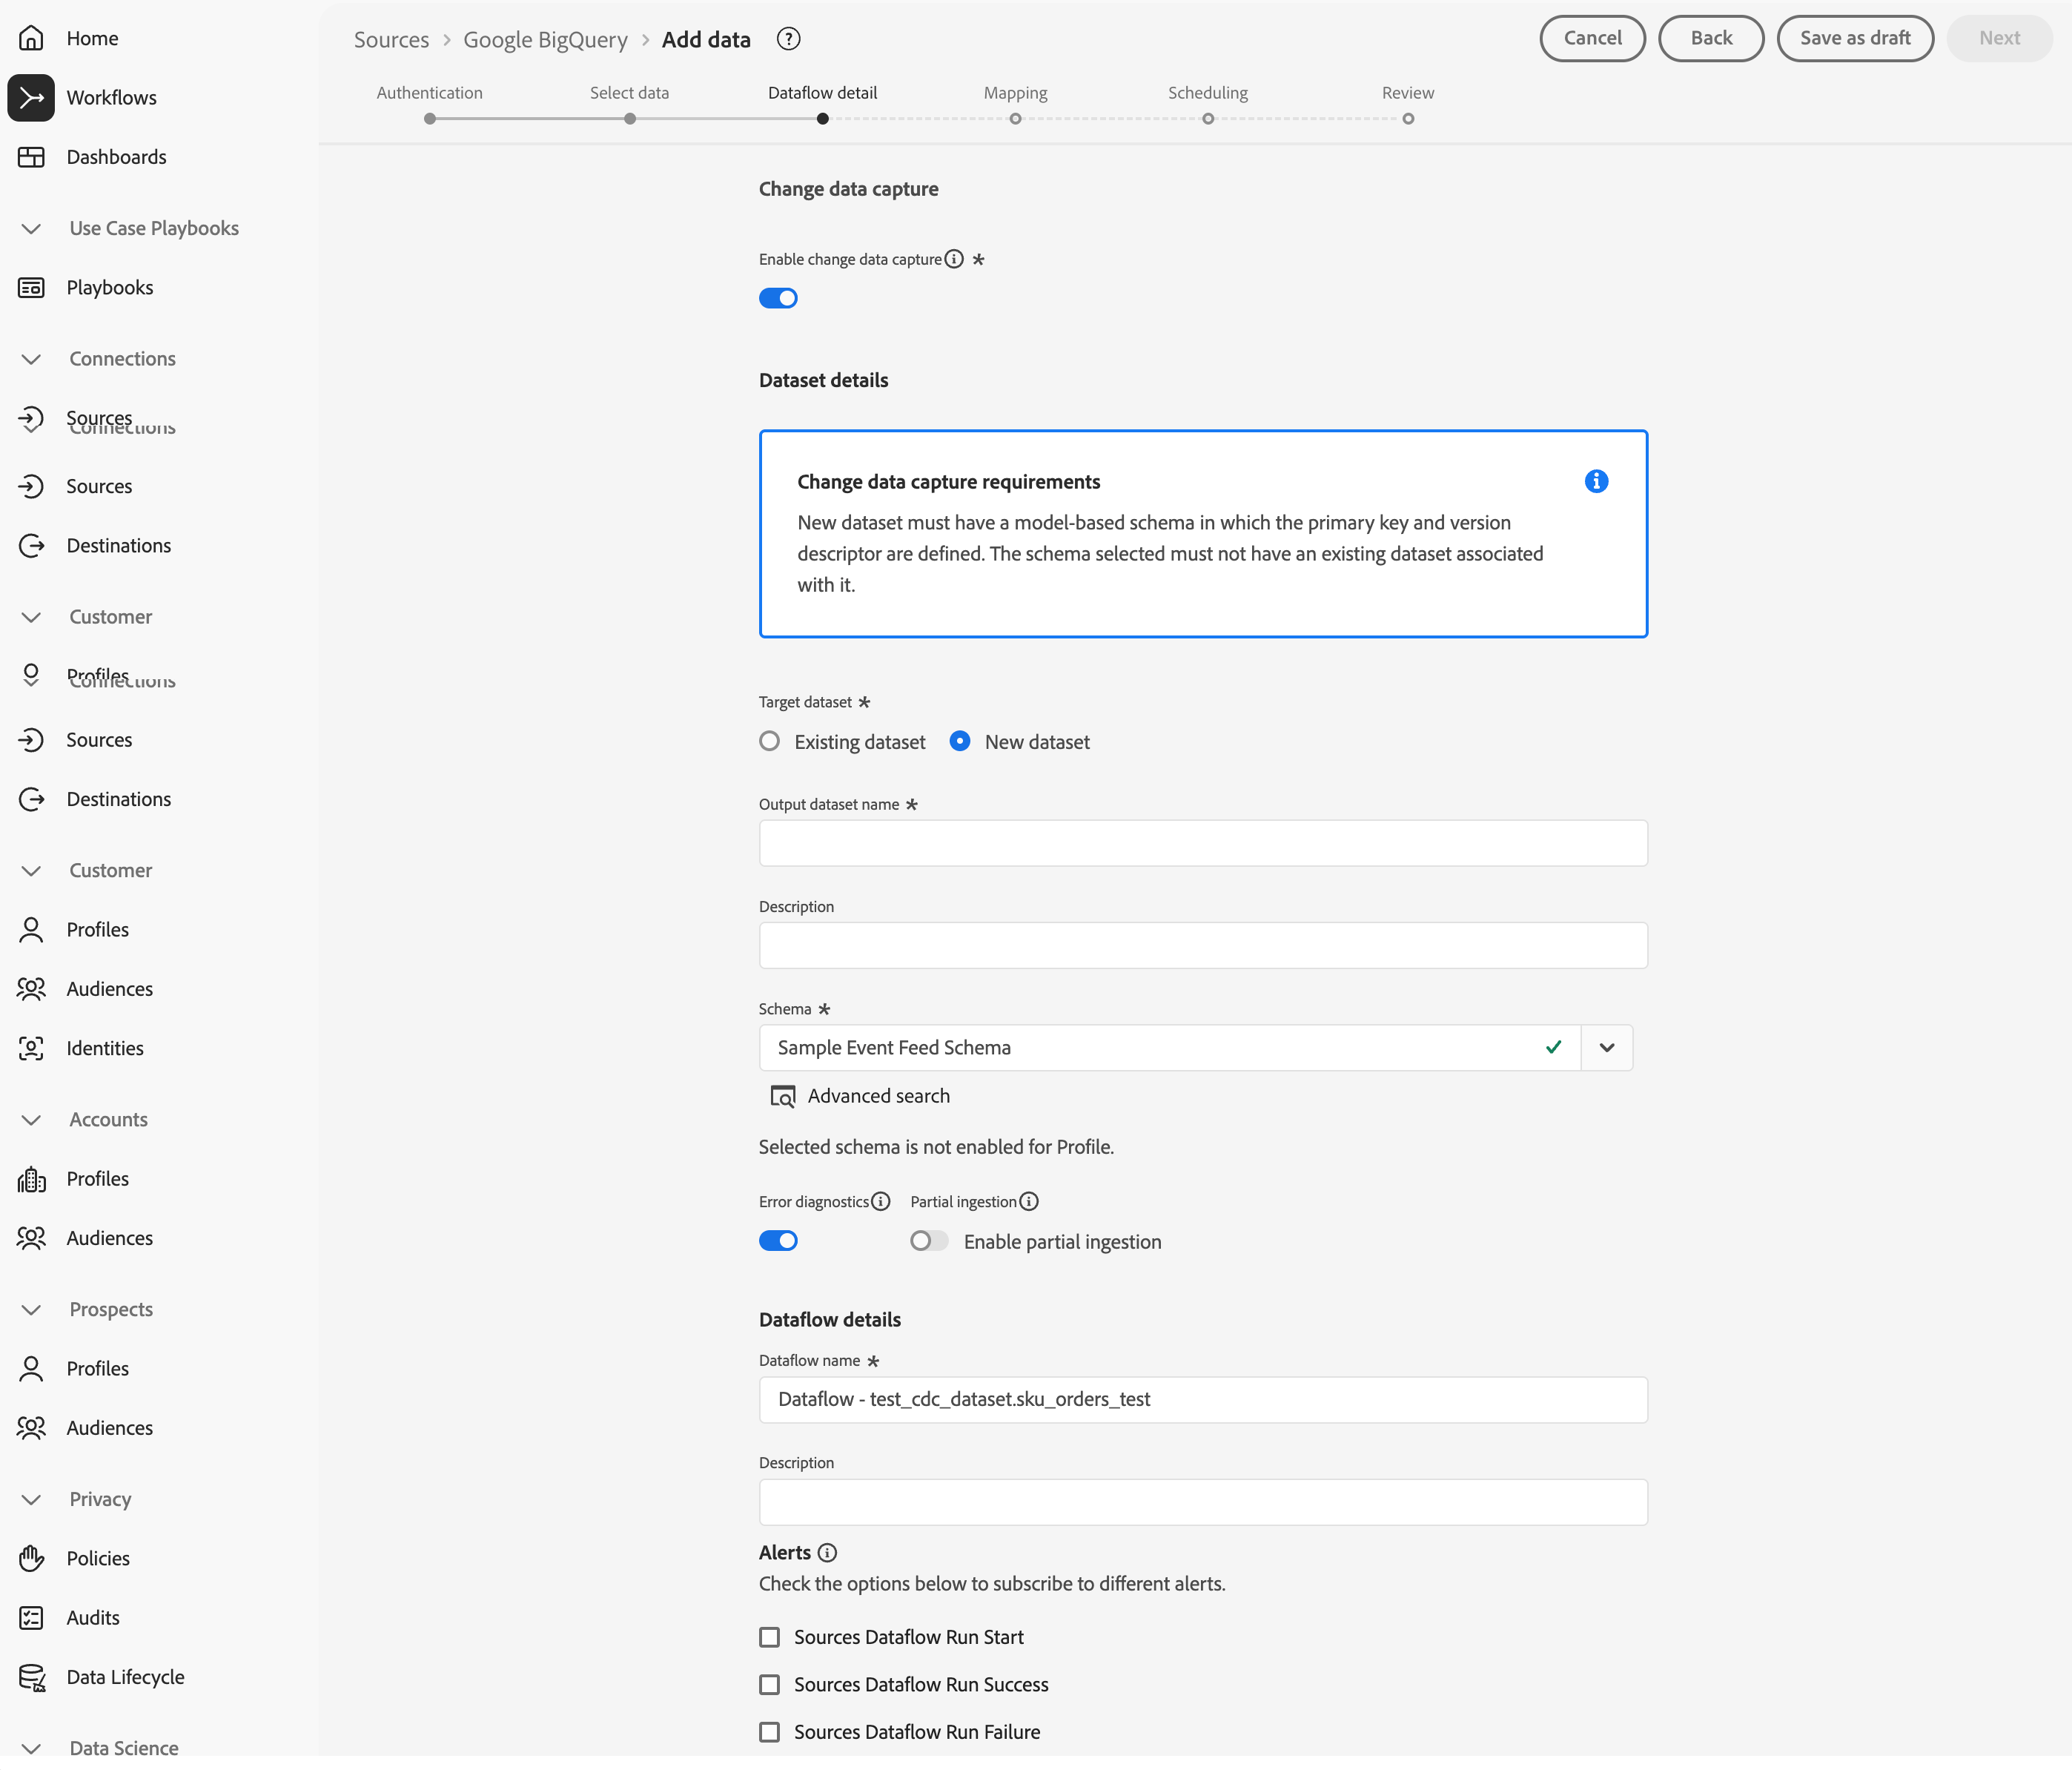 Home
Workflows
Dashboards
Use Case Playbooks
Playbooks
Connections
Sources
Connections
Sources
Destinations
Customer
Profiles
Connections
Sources
Destinations
Customer
Profiles
Audiences
Identities
Accounts
Profiles
Audiences
Prospects
Profiles
Audiences
Privacy
Policies
Audits
Data Lifecycle
Data Science
Sources > Google BigQuery > Add data
Cancel
Back
Save as draft
Next
Authentication
Select data
Dataflow detail
Mapping
Scheduling
Review
Change data capture
Enable change data capture *
Dataset details
Change data capture requirements
New dataset must have a model-based schema in which the primary key and version
descriptor are defined. The schema selected must not have an existing dataset associated
with it.
Target dataset *
Existing dataset
New dataset
Output dataset name *
Description
Schema *
Sample Event Feed Schema
Advanced search
Selected schema is not enabled for Profile.
Error diagnostics
Partial ingestion
Enable partial ingestion
Dataflow details
Dataflow name *
Dataflow - test_cdc_dataset.sku_orders_test
Description
Alerts
Check the options below to subscribe to different alerts.
Sources Dataflow Run Start
Sources Dataflow Run Success
Sources Dataflow Run Failure